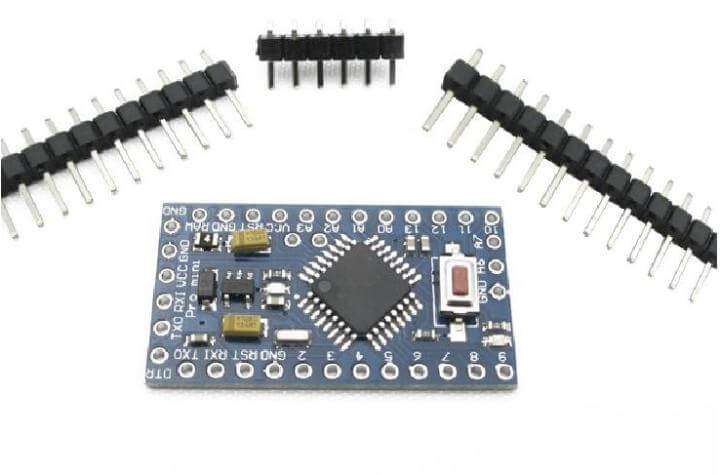 GND RAW GND RST VCC A3 A2 A1 A0 13 12 11 10
A7
A6
GND
GND
VCC
RXI
TXO
Pro mini
4
DTR TXO RXI RST GND 2 3 4 5 6 7 8 9